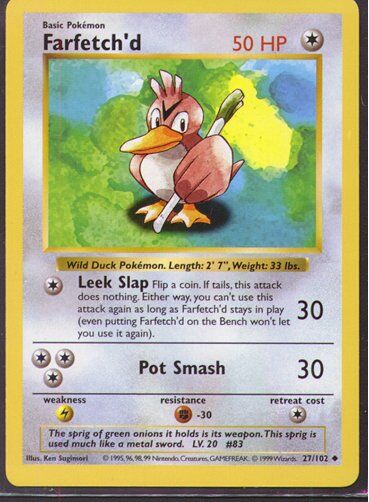 Basic Pokémon
Farfetch'd 50 HP
Wild Duck Pokémon. Length: 2' 7", Weight: 33 lbs.
Leek Slap Flip a coin. If tails, this attack
does nothing. Either way, you can't use
this attack again as long as Farfetch'd stays in play
(even putting Farfetch'd on the Bench won't let
you use it again).
30
Pot Smash 30
weakness resistance retreat cost
-30
The sprig of green onions it holds is its weapon. This sprig is
used much like a metal sword. LV. 20 #83
Illus. Ken Sugimori © 1995, 96, 98, 99 Nintendo, Creatures, GAMEFREAK. © 1999 Wizards. 27/102